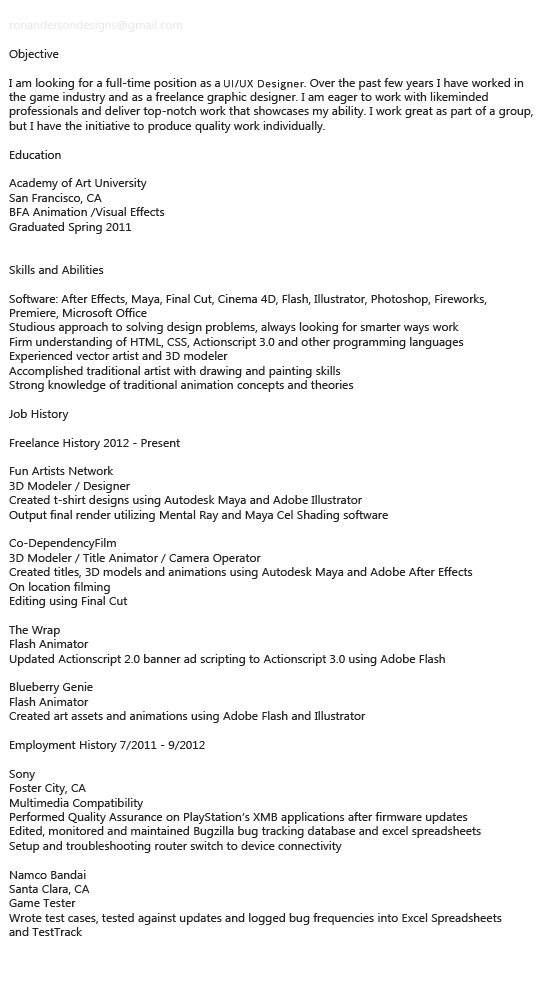 ronandersondesigns@gmail.com
Objective
I am looking for a full-time position as a UI/UX Designer. Over the past few years I have worked in
the game industry and as a freelance graphic designer. I am eager to work with likeminded
professionals and deliver top-notch work that showcases my ability. I work great as part of a group,
but I have the initiative to produce quality work individually.
Education
Academy of Art University
San Francisco, CA
BFA Animation /Visual Effects
Graduated Spring 2011
Skills and Abilities
Software: After Effects, Maya, Final Cut, Cinema 4D, Flash, Illustrator, Photoshop, Fireworks,
Premiere, Microsoft Office
Studious approach to solving design problems, always looking for smarter ways work
Firm understanding of HTML, CSS, Actionscript 3.0 and other programming languages
Experienced vector artist and 3D modeler
Accomplished traditional artist with drawing and painting skills
Strong knowledge of traditional animation concepts and theories
Job History
Freelance History 2012 - Present
Fun Artists Network
3D Modeler / Designer
Created t-shirt designs using Autodesk Maya and Adobe Illustrator
Output final render utilizing Mental Ray and Maya Cel Shading software
Co-DependencyFilm
3D Modeler / Title Animator / Camera Operator
Created titles, 3D models and animations using Autodesk Maya and Adobe After Effects
On location filming
Editing using Final Cut
The Wrap
Flash Animator
Updated Actionscript 2.0 banner ad scripting to Actionscript 3.0 using Adobe Flash
Blueberry Genie
Flash Animator
Created art assets and animations using Adobe Flash and Illustrator
Employment History 7/2011 - 9/2012
Sony
Foster City, CA
Multimedia Compatibility
Performed Quality Assurance on PlayStation's XMB applications after firmware updates
Edited, monitored and maintained Bugzilla bug tracking database and excel spreadsheets
Setup and troubleshooting router switch to device connectivity
Namco Bandai
Santa Clara, CA
Game Tester
Wrote test cases, tested against updates and logged bug frequencies into Excel Spreadsheets
and TestTrack